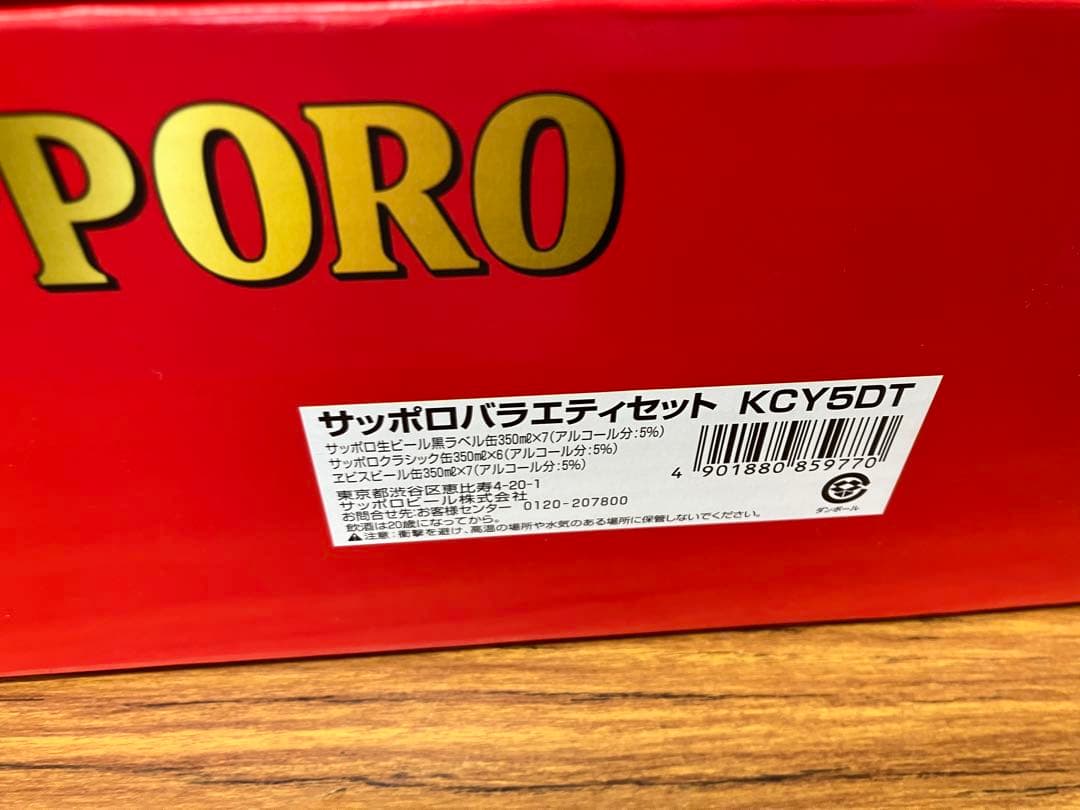 PORO
サッポロバラエティセット KCY5DT
サッポロ生ビール黒ラベル缶350㎖×7(アルコール分:5%)
サッポロクラシック缶350㎖×6(アルコール分:5%)
ヱビスビール缶350㎖×7(アルコール分:5%)
4 901880 859770
東京都渋谷区恵比寿4-20-1
サッポロビール株式会社
お問合せ先:お客様センター 0120-207800
飲酒は20歳になってから。
⚠注意:衝撃を避け、高温の場所や水気のある場所に保管しないでください。
ダンボール